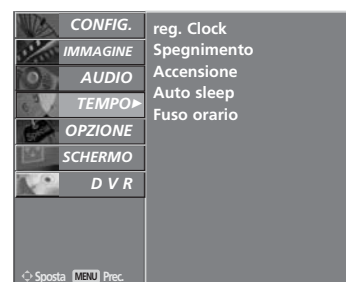 CONFIG.
IMMAGINE
AUDIO
TEMPO►
OPZIONE
SCHERMO
D V R
reg. Clock
Spegnimento
Accensione
Auto sleep
Fuso orario
Sposta MENU Prec.